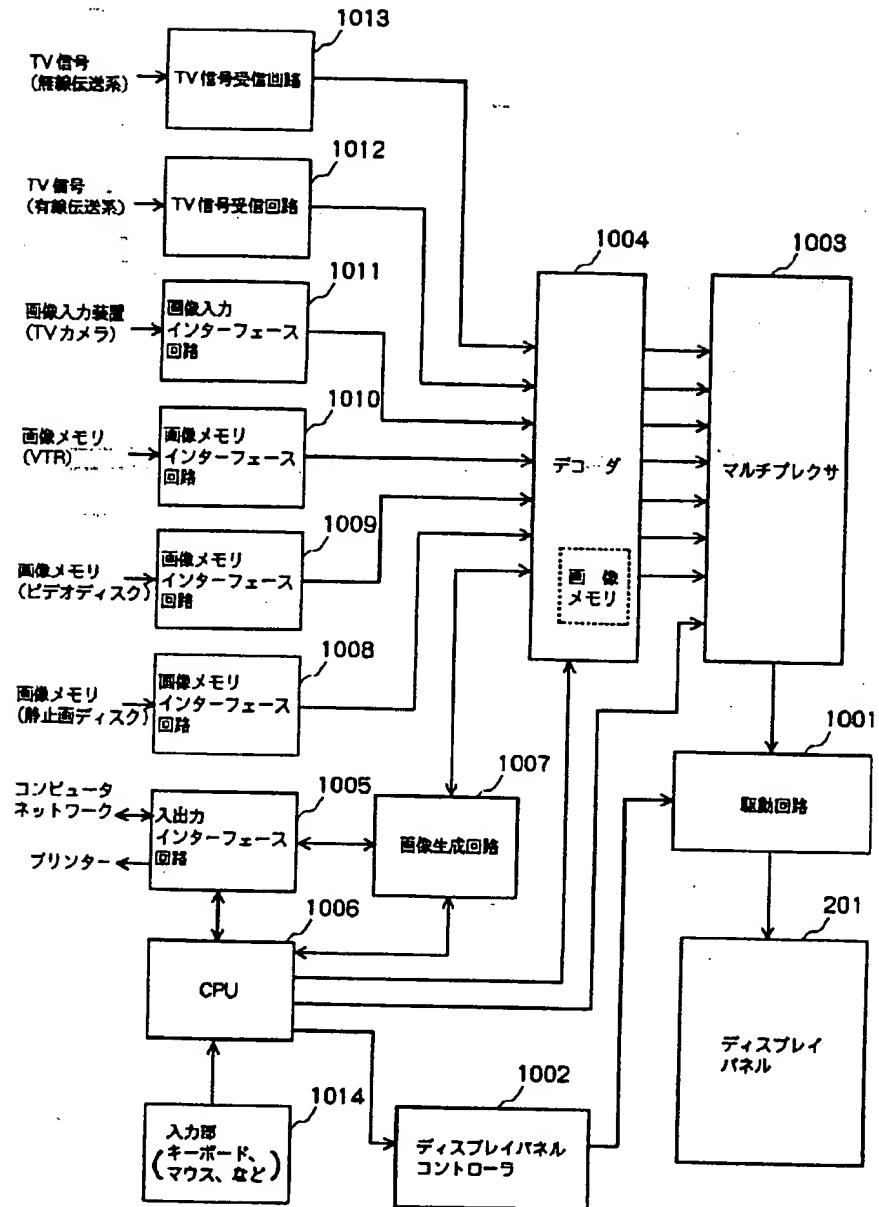 1013
TV信号
(無線伝送系)
TV信号受信回路
1012
TV信号
(有線伝送系)
TV信号受信回路
1011
画像入力装置
(TVカメラ)
画像入力
インターフェース
回路
1010
画像メモリ
(VTR)
画像メモリ
インターフェース
回路
1009
画像メモリ
(ビデオディスク)
画像メモリ
インターフェース
回路
1008
画像メモリ
(静止画ディスク)
画像メモリ
インターフェース
回路
1004
デコーダ
画像
メモリ
1003
マルチプレクサ
1005
コンピュータ
ネットワーク
プリンター
入出力
インターフェース
回路
1007
画像生成回路
1001
駆動回路
1006
CPU
201
ディスプレイ
パネル
1014
入力部
(キーボード、
マウス、など)
1002
ディスプレイパネル
コントローラ